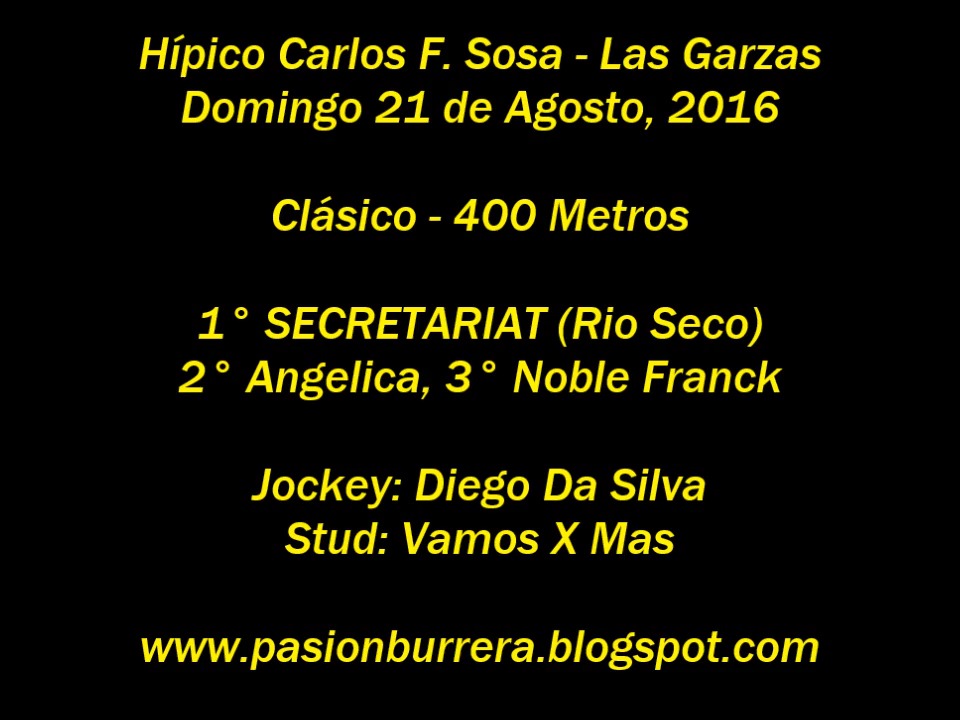 Hípico Carlos F. Sosa - Las Garzas
Domingo 21 de Agosto, 2016
Clásico - 400 Metros
1° SECRETARIAT (Rio Seco)
2° Angelica, 3° Noble Franck
Jockey: Diego Da Silva
Stud: Vamos X Mas
www.pasionburrera.blogspot.com